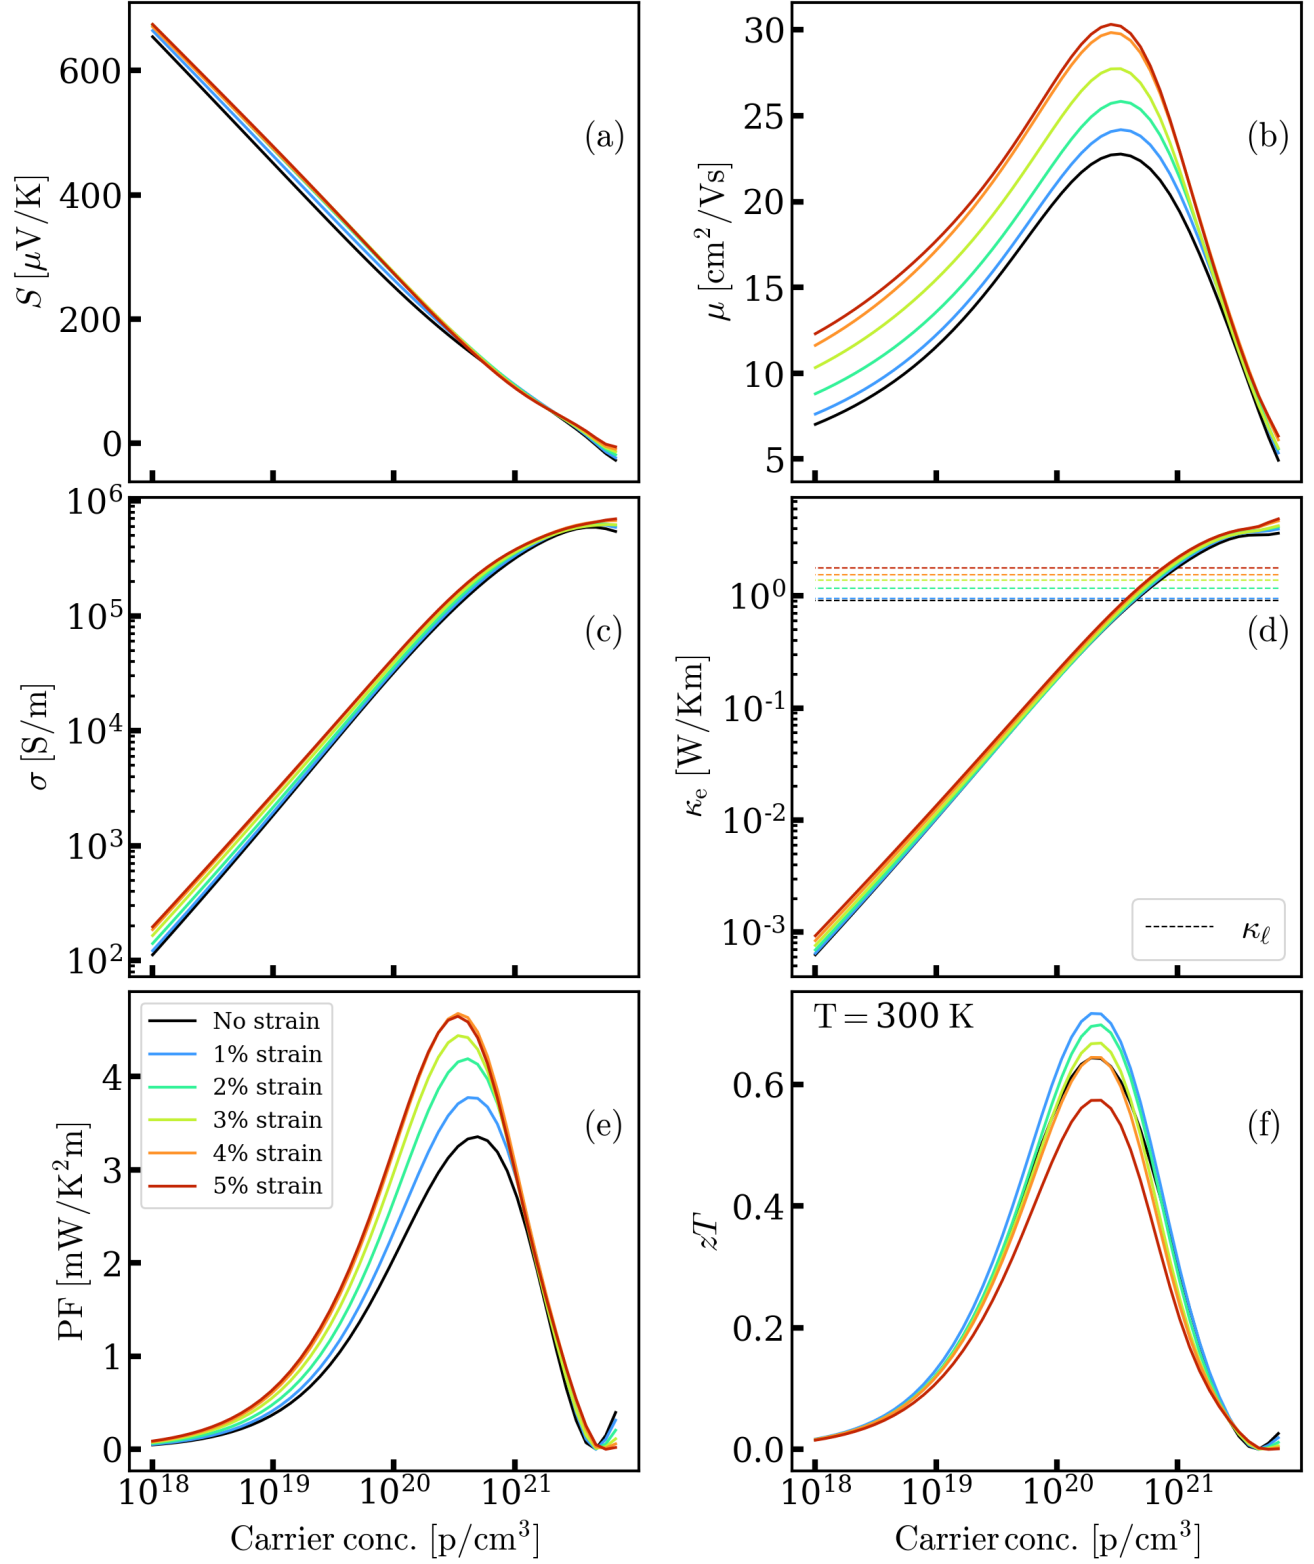 600
400
200
0
S [μV/K]
(a)
30
25
20
15
10
5
μ [cm²/Vs]
(b)
10⁶
10⁵
10⁴
10³
10²
σ [S/m]
(c)
10⁰
10⁻¹
10⁻²
10⁻³
κₑ [W/Km]
(d)
κ_ℓ
4
3
2
1
0
PF [mW/K²m]
No strain
1% strain
2% strain
3% strain
4% strain
5% strain
(e)
10¹⁸ 10¹⁹ 10²⁰ 10²¹
Carrier conc. [p/cm³]
T = 300 K
0.6
0.4
0.2
0.0
zT
(f)
10¹⁸ 10¹⁹ 10²⁰ 10²¹
Carrier conc. [p/cm³]